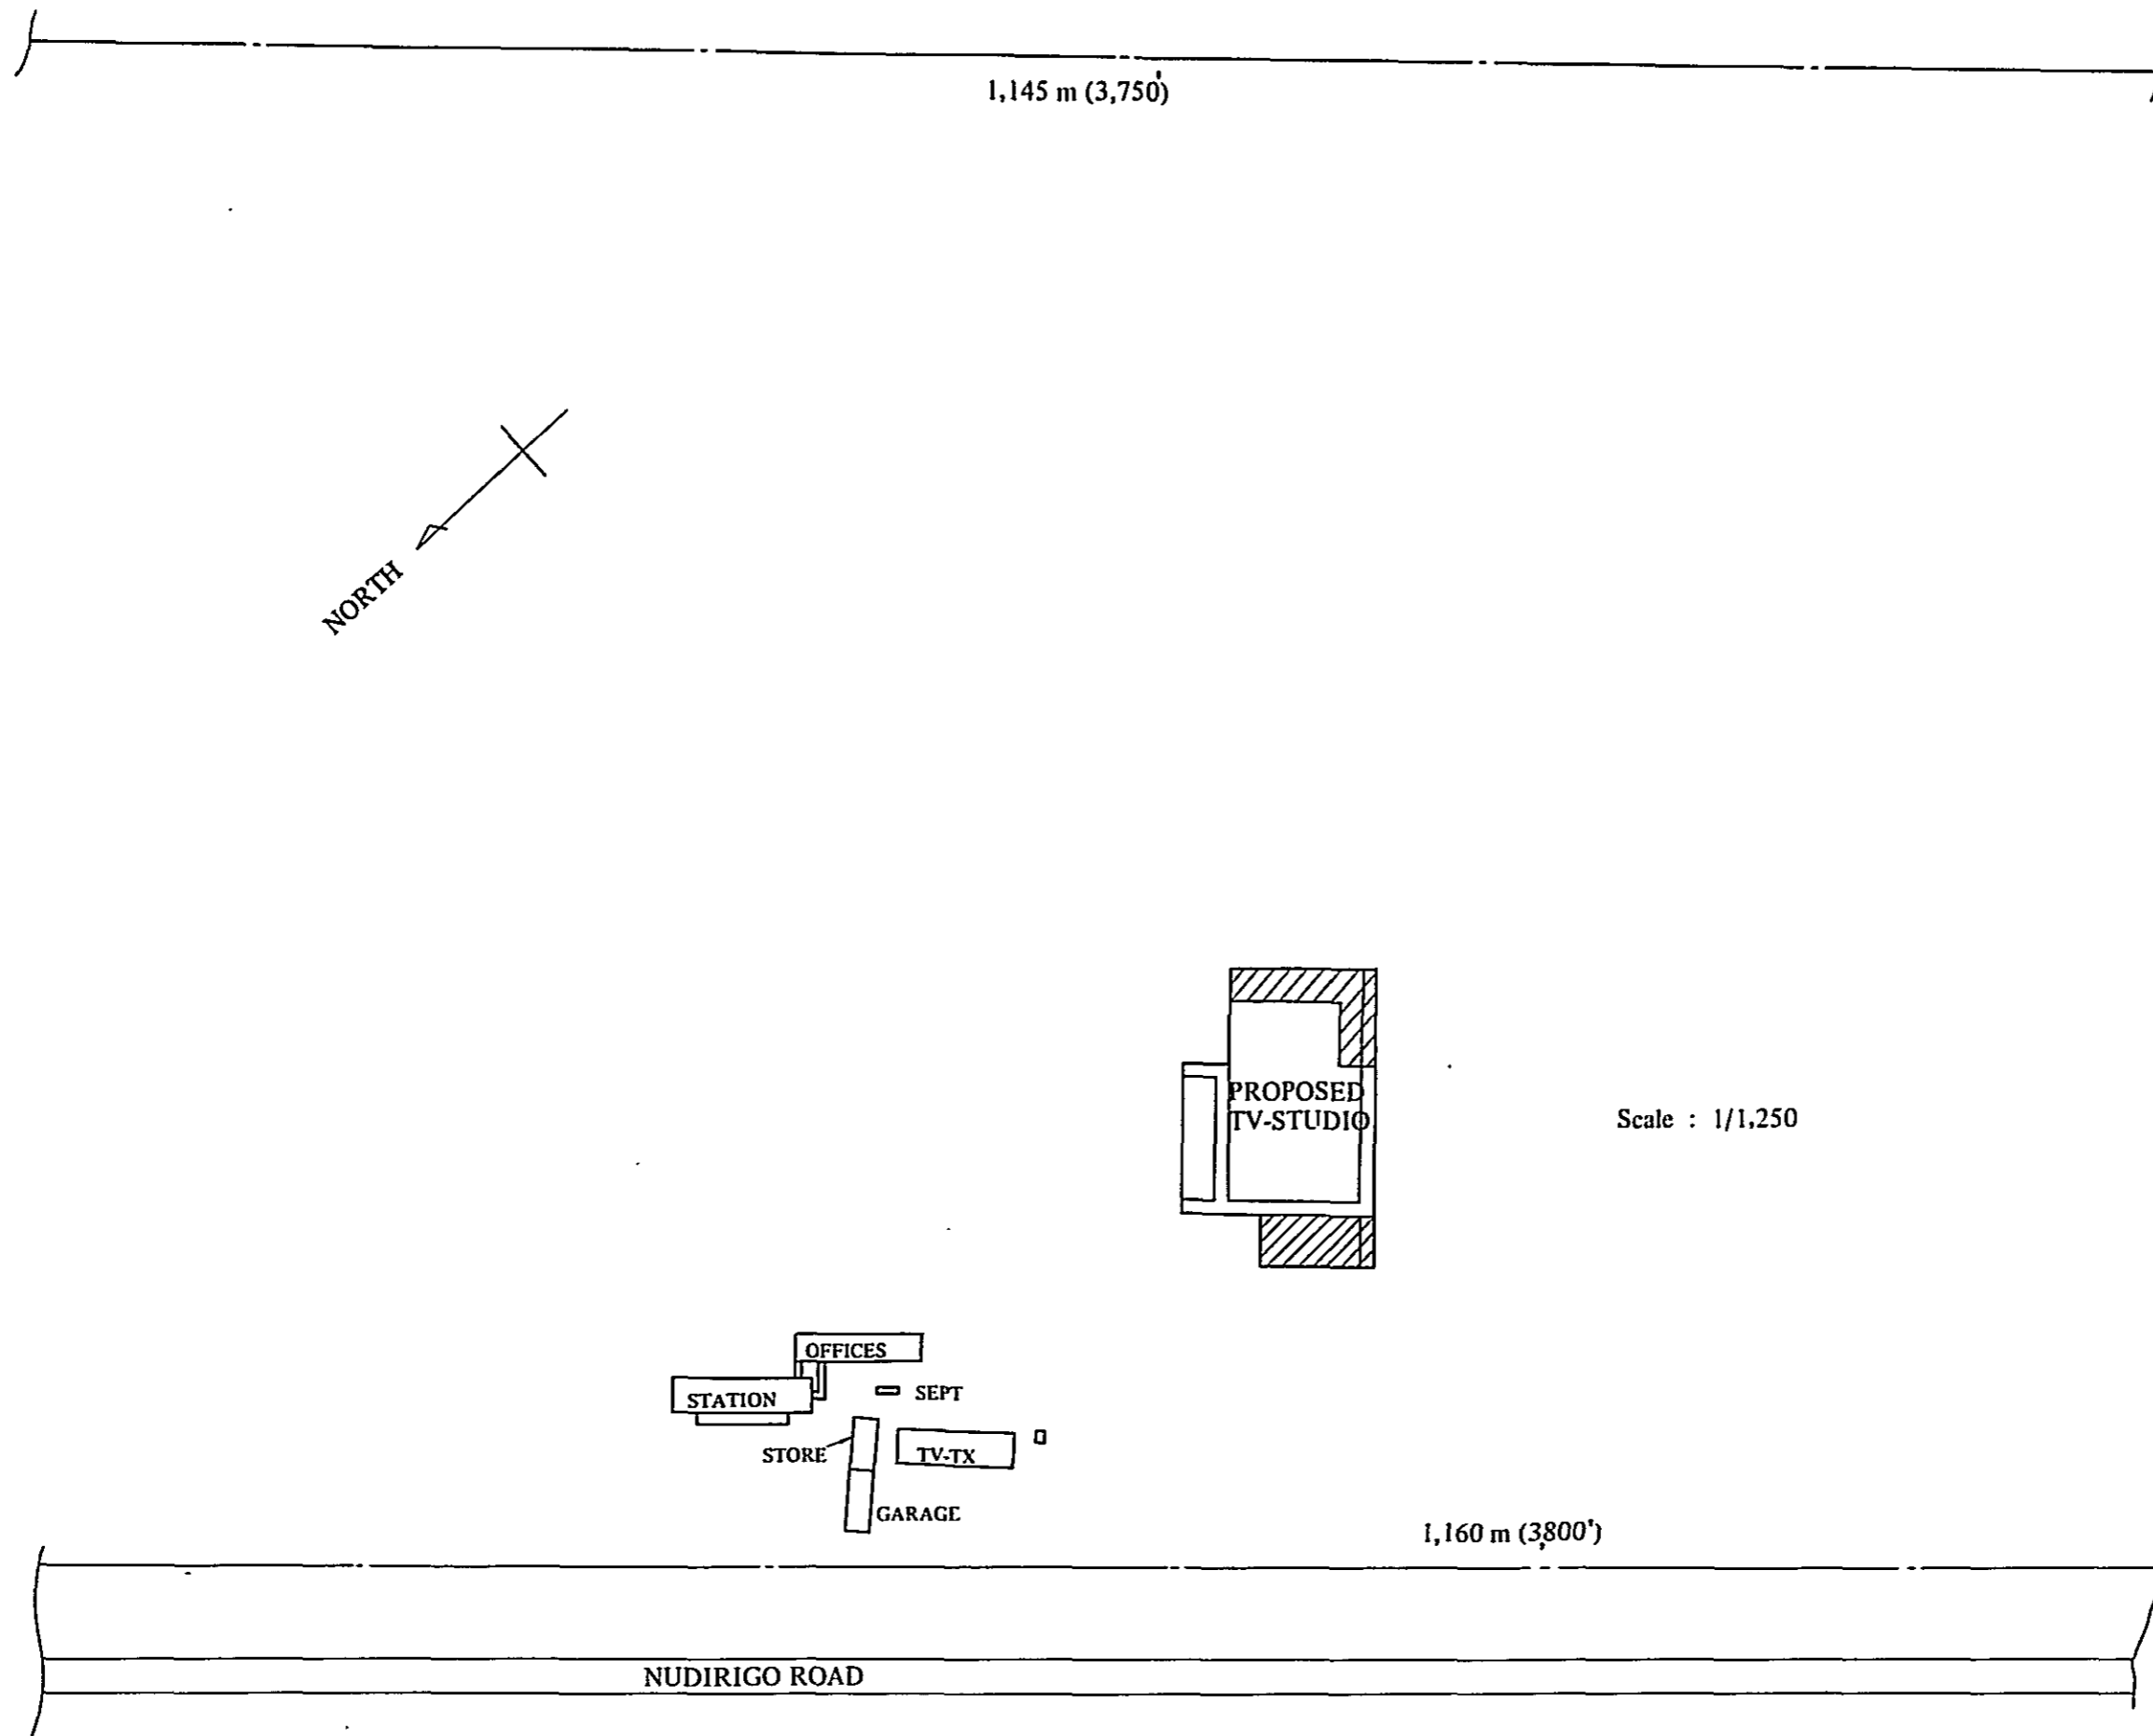 1,145 m (3,750')
NORTH
PROPOSED
TV-STUDIO
Scale : 1/1,250
OFFICES
STATION
SEPT
STORE
TV-TX
GARAGE
1,160 m (3800')
NUDIRIGO ROAD